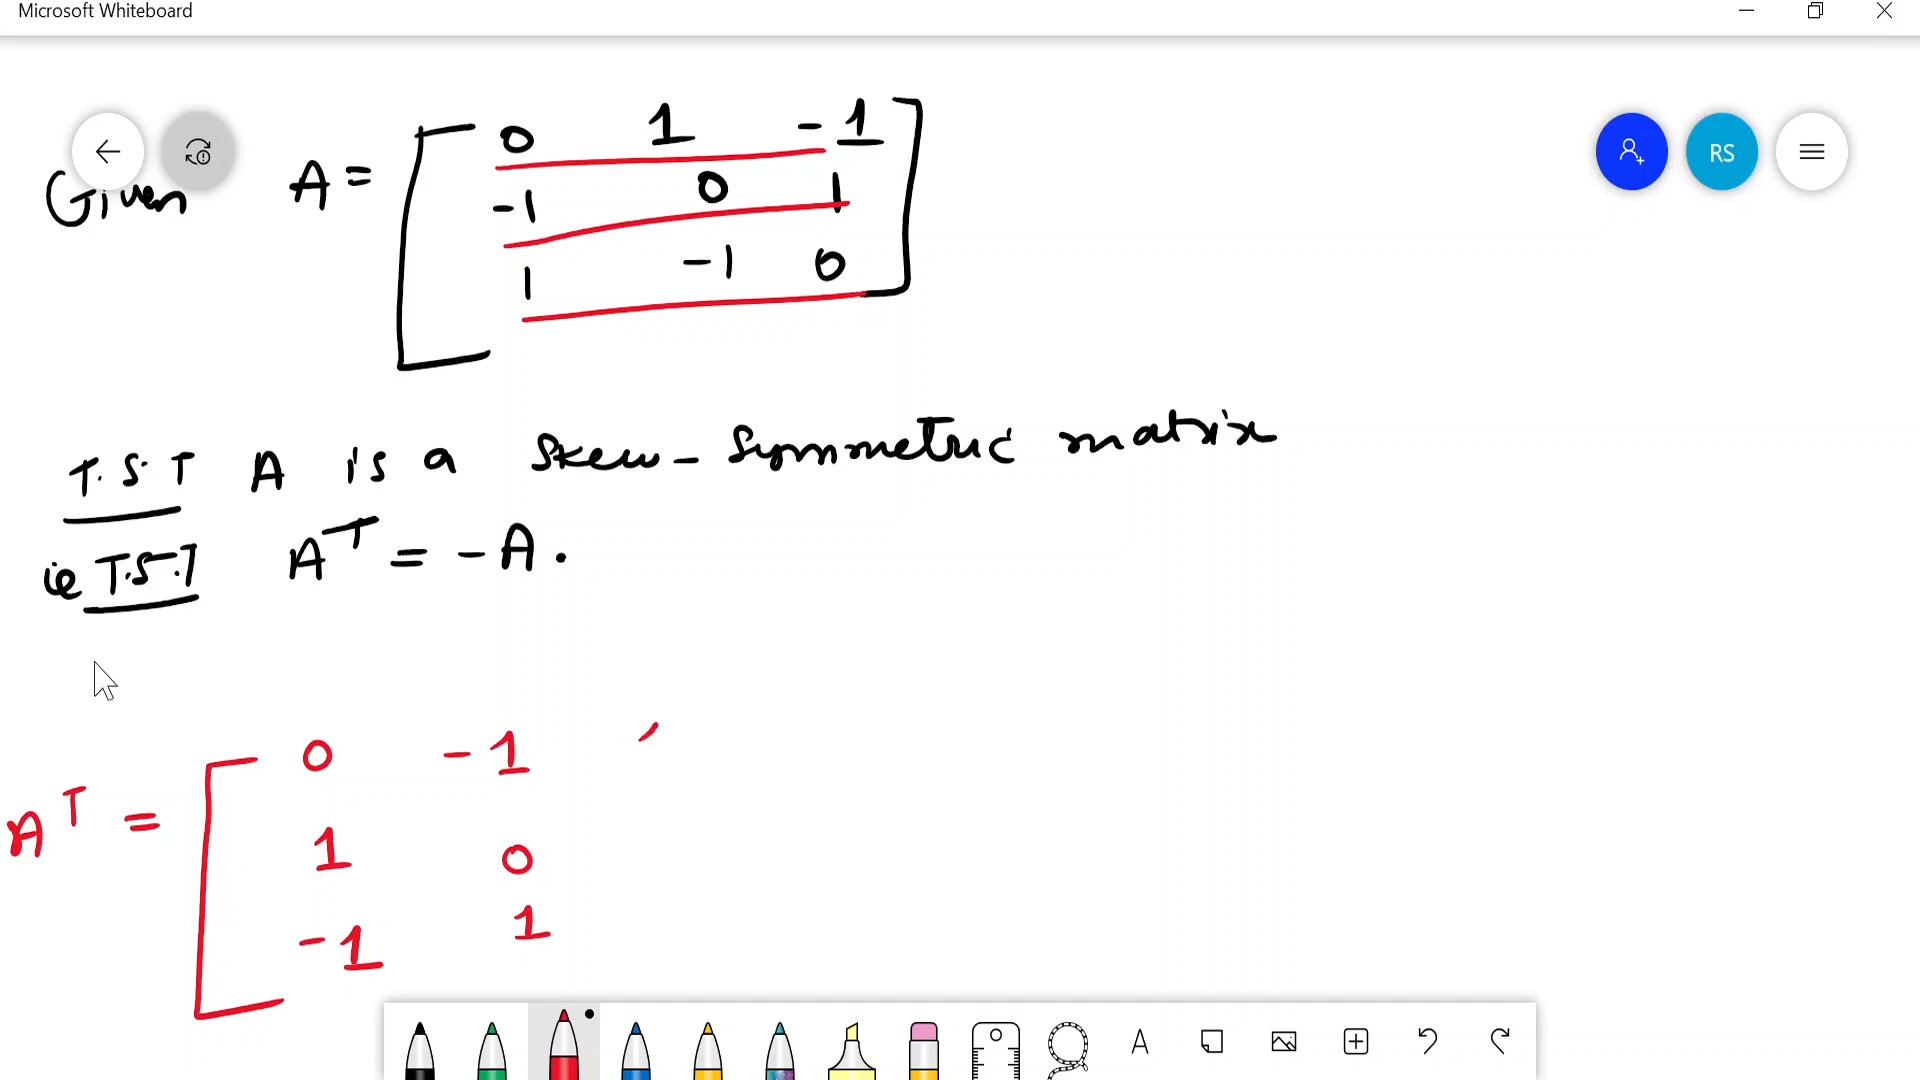 Microsoft Whiteboard
RS
Given A = [ 0 1 -1
-1 0 1
1 -1 0 ]
T.S.T A is a Skew-Symmetric matrix
ie T.S.T A^T = -A.
A^T = [ 0 -1
1 0
-1 1
A